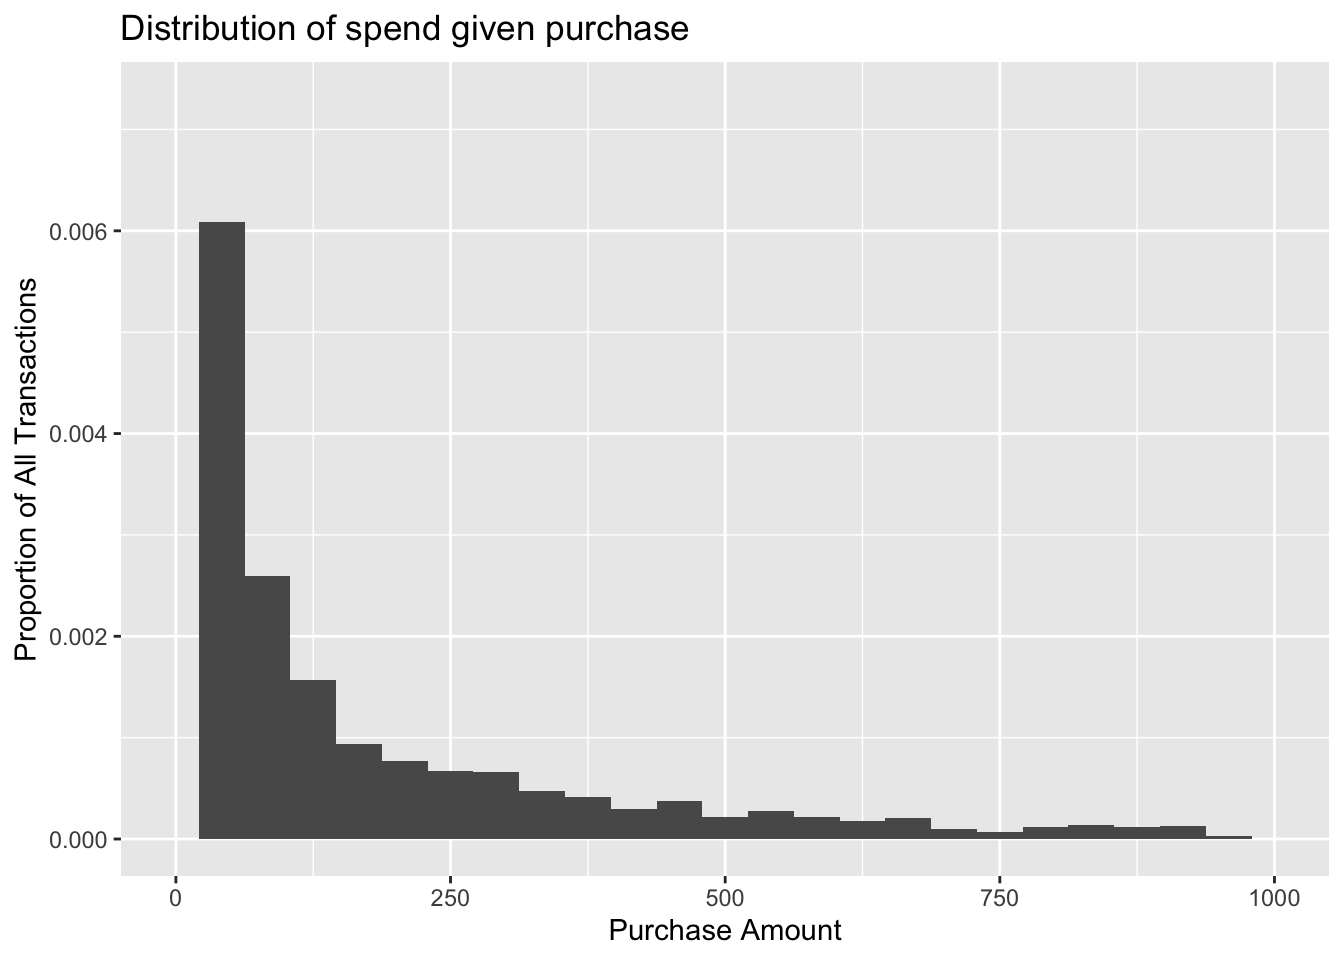 Distribution of spend given purchase
Proportion of All Transactions
0.006
0.004
0.002
0.000
0 250 500 750 1000
Purchase Amount